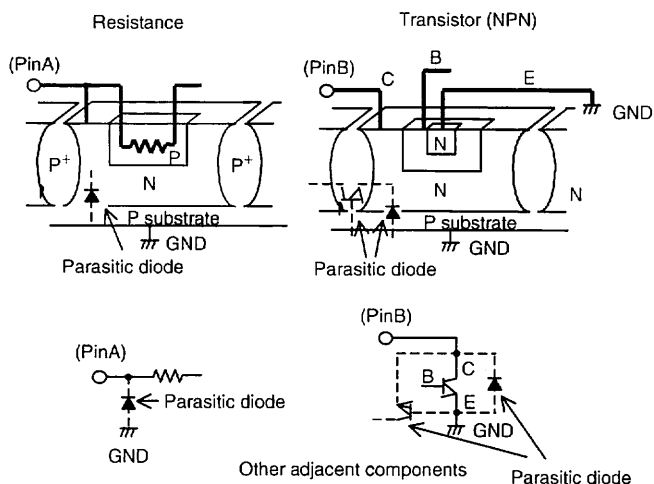 Resistance
Transistor (NPN)
(PinA)
(PinB)
C
B
E
GND
P+
P
P+
N
N
N
N
P substrate
P substrate
GND
GND
Parasitic diode
Parasitic diode
(PinA)
Parasitic diode
GND
(PinB)
C
B
E
GND
Other adjacent components
Parasitic diode